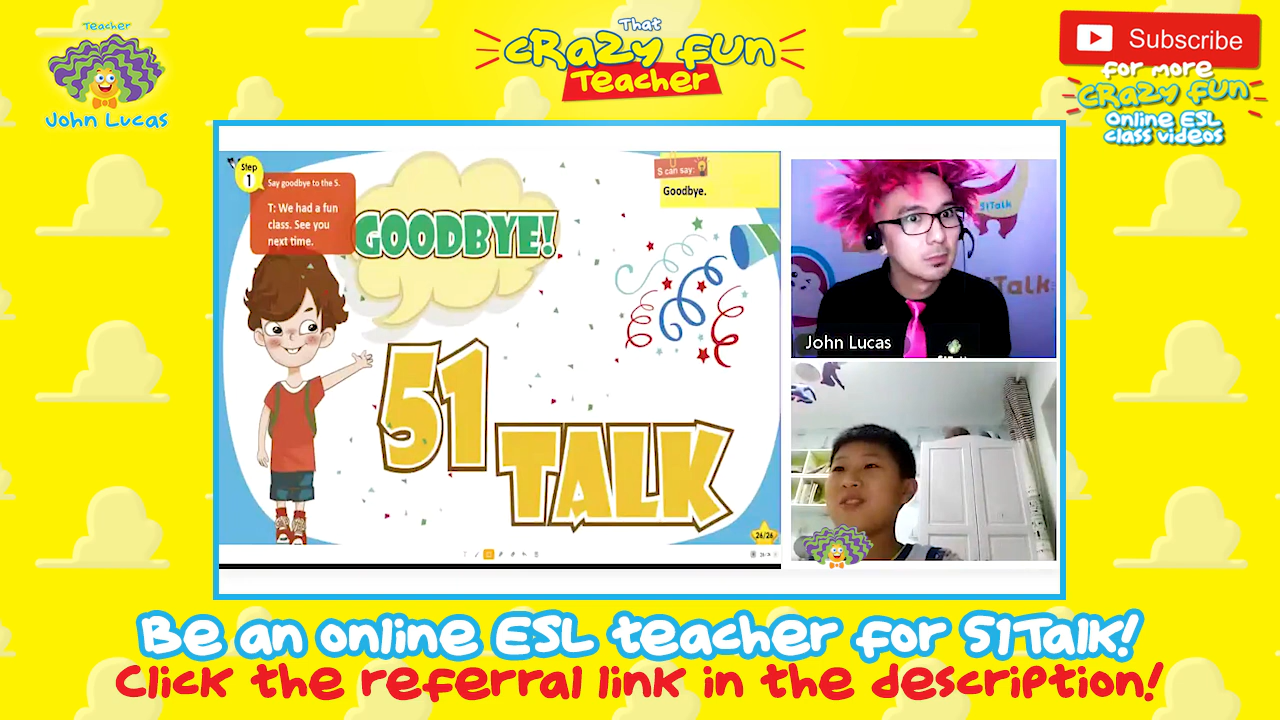 Teacher
John Lucas
That
CRazy Fun
Teacher
Subscribe
for more
CRazy Fun
Online ESL
class videos
Step
1
Say goodbye to the S.
T: We had a fun
class. See you
next time.
GOODBYE!
S can say:
Goodbye.
51
TALK
26/26
51Talk
Talk
John Lucas
Be an online ESL teacher for 51Talk!
Click the referral link in the description!